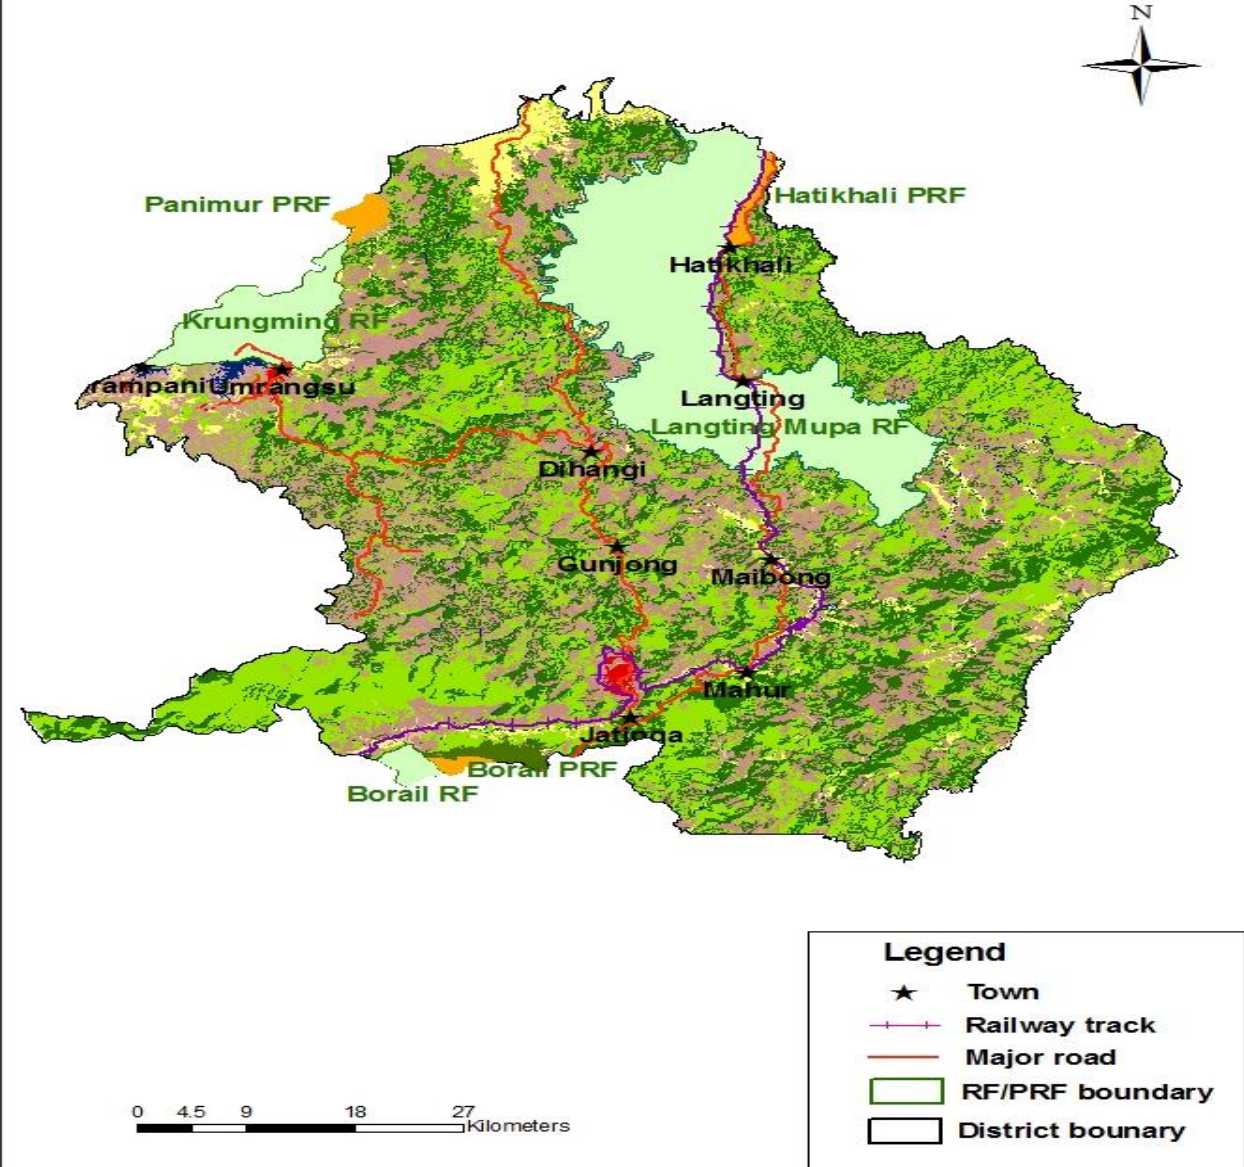 N
Panimur PRF
Hatikhali PRF
Hatikhali
Krungming RF
rampani
Umrangsu
Langting
Langting Mupa RF
Dihangi
Gunjong
Maibong
Mahur
Jatinga
Borail PRF
Borail RF
Legend
Town
Railway track
Major road
RF/PRF boundary
District bounary
0 4.5 9 18 27
Kilometers